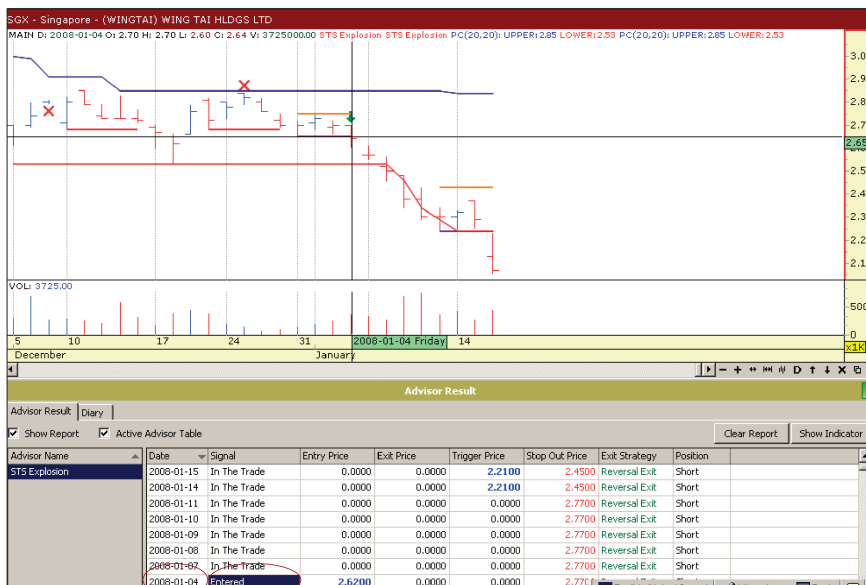 SGX - Singapore - (WINGTAI) WING TAI HLDGS LTD
MAIN D: 2008-01-04 O: 2.70 H: 2.70 L: 2.60 C: 2.64 V: 3725000.00 STS Explosion STS Explosion PC(20,20): UPPER:2.85 LOWER:2.53 PC(20,20): UPPER:2.85 LOWER:2.53
3.0
2.9
2.8
2.7
2.65
2.5
2.4
2.3
2.2
2.1
VOL: 3725.00
500
0
x1K
5 10 17 24 31 2008-01-04 Friday 14
December January
D
Advisor Result
Advisor Result Diary
Show Report Active Advisor Table Clear Report Show Indicator
Advisor Name Date Signal Entry Price Exit Price Trigger Price Stop Out Price Exit Strategy Position
STS Explosion 2008-01-15 In The Trade 0.0000 0.0000 2.2100 2.4500 Reversal Exit Short
2008-01-14 In The Trade 0.0000 0.0000 2.2100 2.4500 Reversal Exit Short
2008-01-11 In The Trade 0.0000 0.0000 0.0000 2.7700 Reversal Exit Short
2008-01-10 In The Trade 0.0000 0.0000 0.0000 2.7700 Reversal Exit Short
2008-01-09 In The Trade 0.0000 0.0000 0.0000 2.7700 Reversal Exit Short
2008-01-08 In The Trade 0.0000 0.0000 0.0000 2.7700 Reversal Exit Short
2008-01-07 In The Trade 0.0000 0.0000 0.0000 2.7700 Reversal Exit Short
2008-01-04 Entered 2.6200 0.0000 0.0000